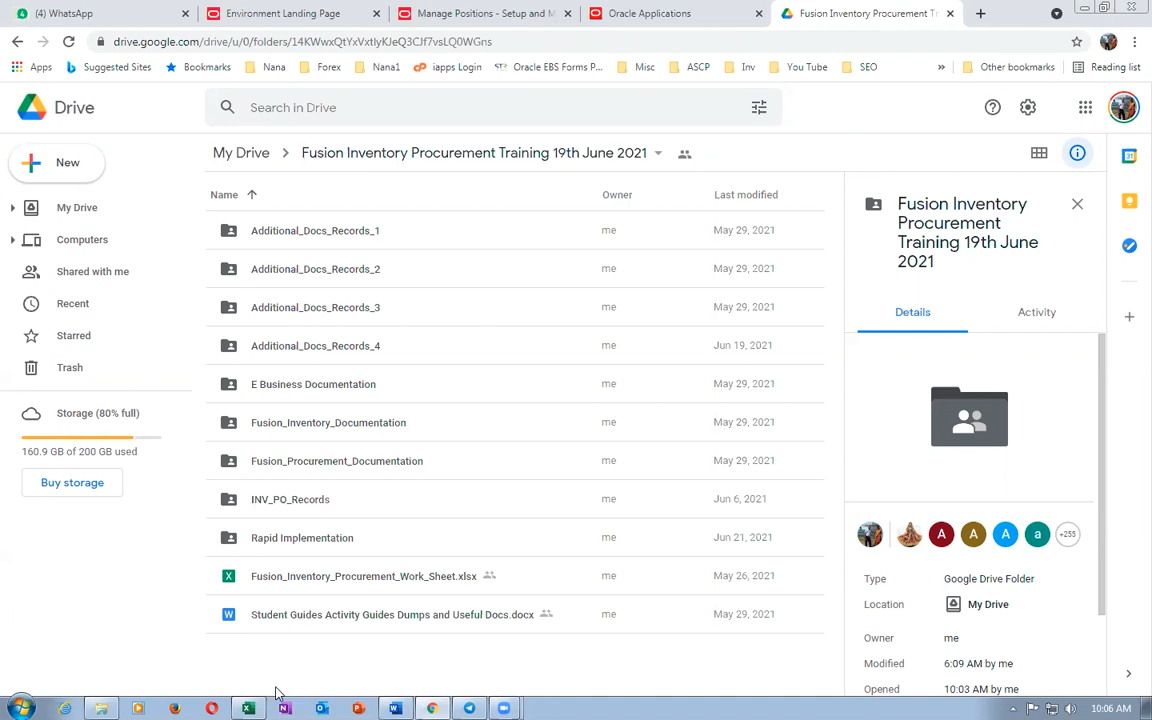 4 (4) WhatsApp
Environment Landing Page
Manage Positions - Setup and M
Oracle Applications
Fusion Inventory Procurement Tr
drive.google.com/drive/u/0/folders/14KWwxQtYxVxtIyKJeQ3CJf7vsLQ0WGns
Apps
Suggested Sites
Bookmarks
Nana
Forex
Nana1
iapps Login
Oracle EBS Forms P...
Misc
ASCP
Inv
You Tube
SEO
»
Other bookmarks
Reading list
Drive
Search in Drive
New
My Drive > Fusion Inventory Procurement Training 19th June 2021
My Drive
Computers
Shared with me
Recent
Starred
Trash
Storage (80% full)
160.9 GB of 200 GB used
Buy storage
Name Owner Last modified
Additional_Docs_Records_1 me May 29, 2021
Additional_Docs_Records_2 me May 29, 2021
Additional_Docs_Records_3 me May 29, 2021
Additional_Docs_Records_4 me Jun 19, 2021
E Business Documentation me May 29, 2021
Fusion_Inventory_Documentation me May 29, 2021
Fusion_Procurement_Documentation me May 29, 2021
INV_PO_Records me Jun 6, 2021
Rapid Implementation me Jun 21, 2021
Fusion_Inventory_Procurement_Work_Sheet.xlsx me May 26, 2021
Student Guides Activity Guides Dumps and Useful Docs.docx me May 29, 2021
Fusion Inventory
Procurement
Training 19th June
2021
Details Activity
A A A a +255
Type Google Drive Folder
Location My Drive
Owner me
Modified 6:09 AM by me
Opened 10:03 AM by me
10:06 AM